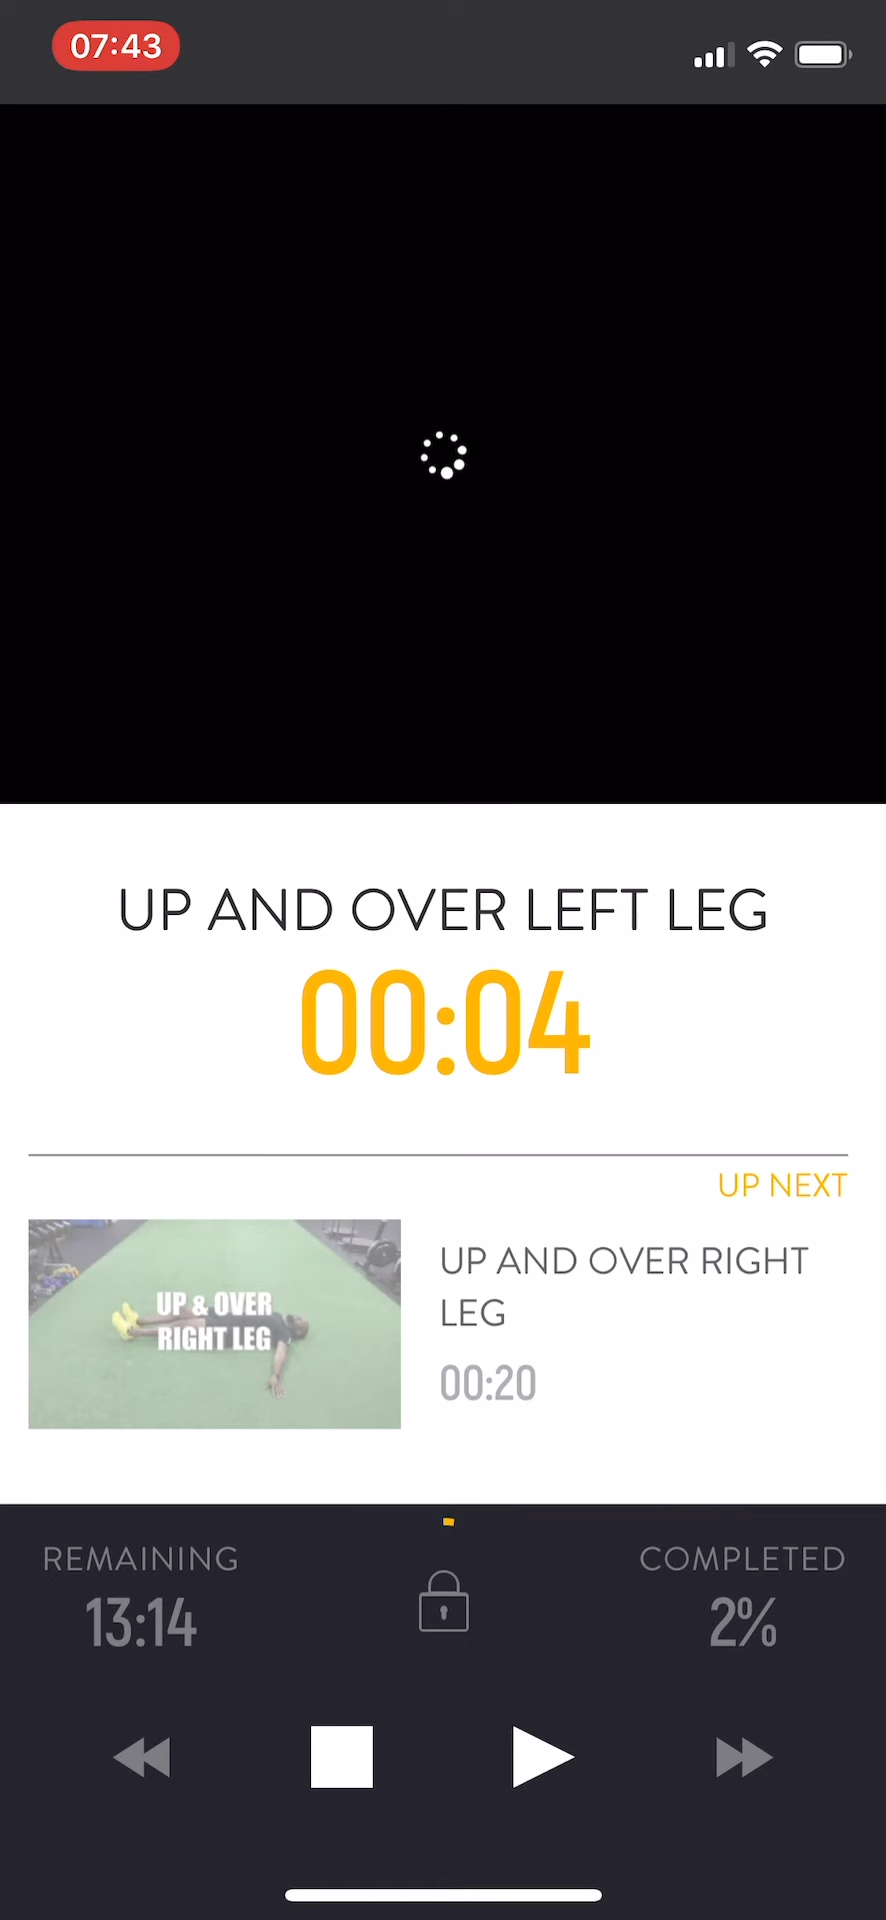 07:43
UP AND OVER LEFT LEG
00:04
UP NEXT
UP & OVER
RIGHT LEG
UP AND OVER RIGHT
LEG
00:20
REMAINING
13:14
COMPLETED
2%